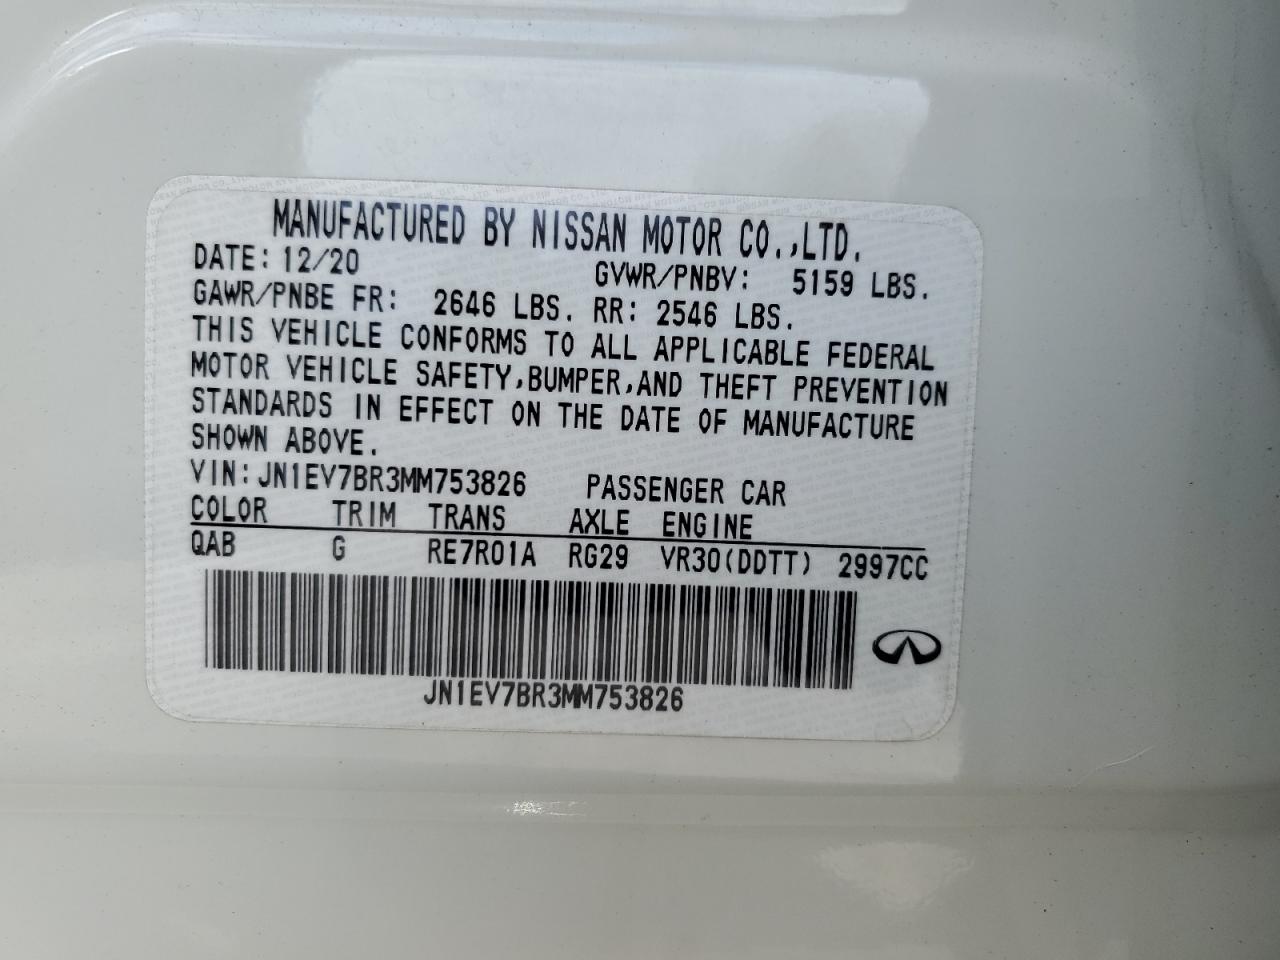 MANUFACTURED BY NISSAN MOTOR CO.,LTD.
DATE: 12/20 GVWR/PNBV: 5159 LBS.
GAWR/PNBE FR: 2646 LBS. RR: 2546 LBS.
THIS VEHICLE CONFORMS TO ALL APPLICABLE FEDERAL
MOTOR VEHICLE SAFETY,BUMPER,AND THEFT PREVENTION
STANDARDS IN EFFECT ON THE DATE OF MANUFACTURE
SHOWN ABOVE.
VIN:JN1EV7BR3MM753826 PASSENGER CAR
COLOR TRIM TRANS AXLE ENGINE
QAB G RE7R01A RG29 VR30(DDTT) 2997CC
JN1EV7BR3MM753826